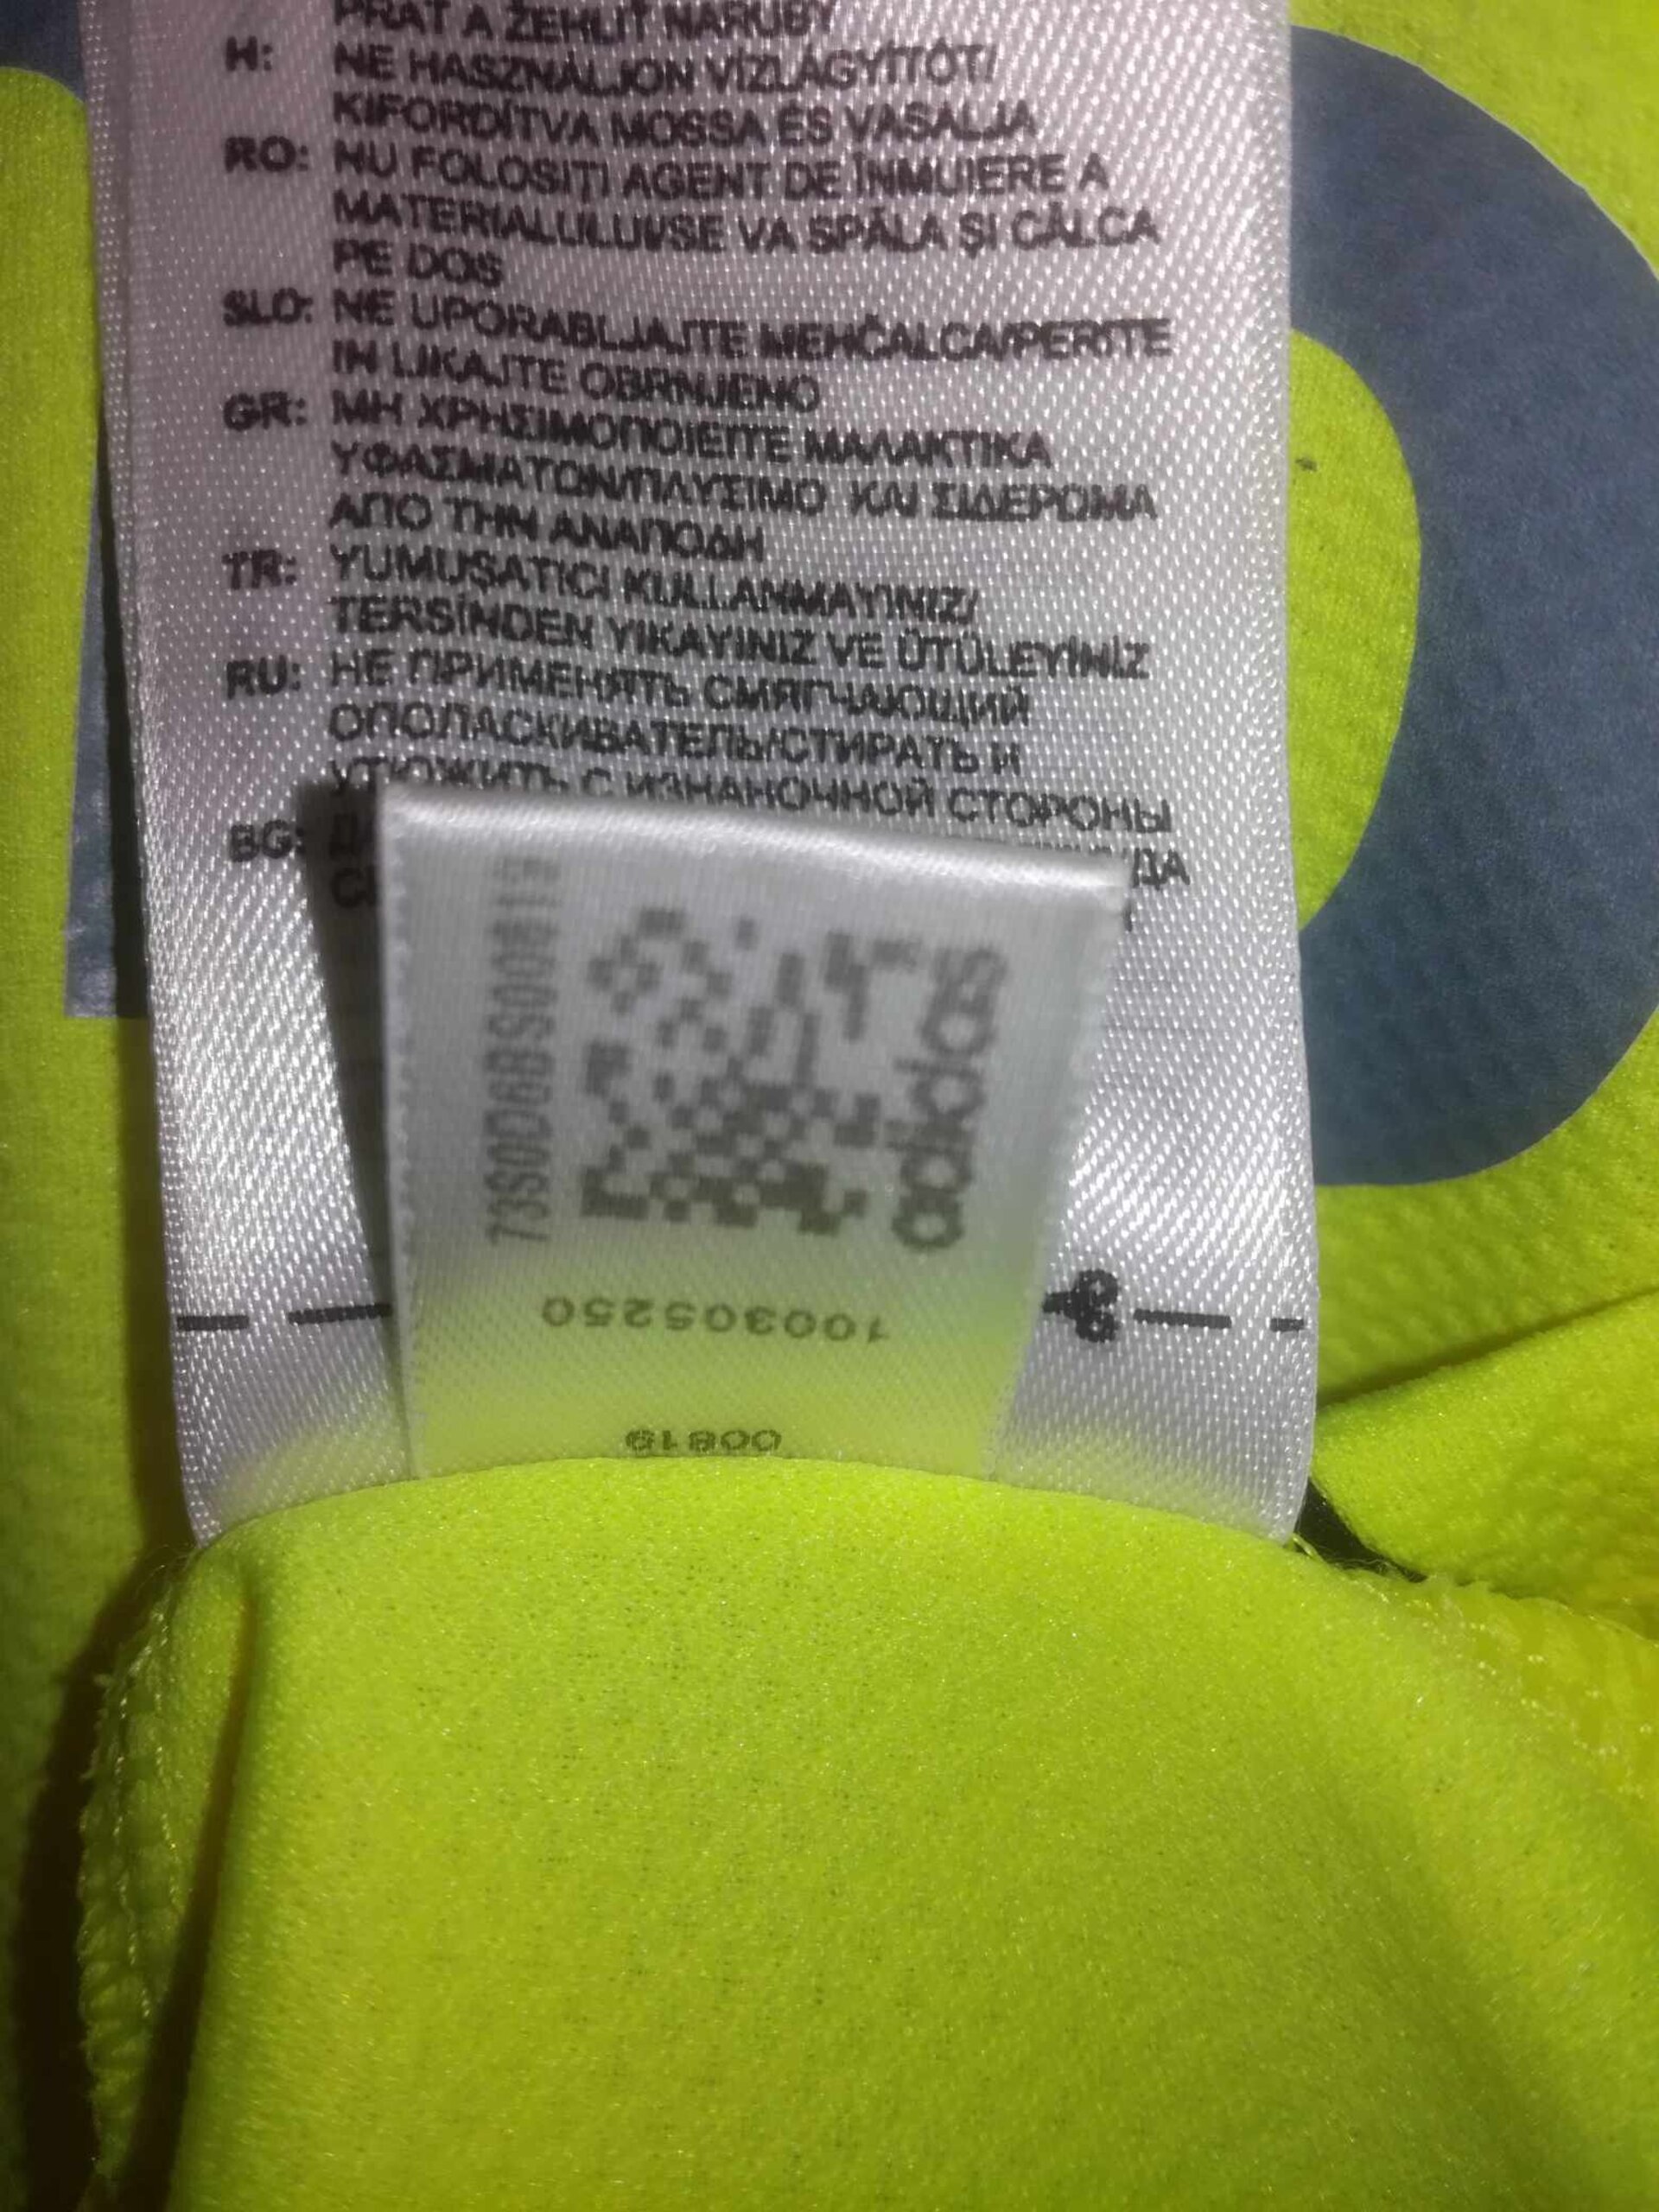 PRAT A ŽEHLIT NARUBY
H: NE HASZNÁLJON VÍZLÁGYÍTÓT/
KIFORDÍTVA MOSSA ÉS VASALJA
RO: NU FOLOSIȚI AGENT DE ÎNMUIERE A
MATERIALULUI/SE VA SPĂLA ȘI CĂLCA
PE DOS
SLO: NE UPORABLJAJTE MEHČALCA/PERITE
IN LIKAJTE OBRNJENO
GR: ΜΗ ΧΡΗΣΙΜΟΠΟΙΕΙΤΕ ΜΑΛΑΚΤΙΚΑ
ΥΦΑΣΜΑΤΩΝ/ΠΛΥΣΙΜΟ ΚΑΙ ΣΙΔΕΡΩΜΑ
ΑΠΟ ΤΗΝ ΑΝΑΠΟΔΗ
TR: YUMUŞATICI KULLANMAYINIZ/
TERSİNDEN YIKAYINIZ VE ÜTÜLEYİNİZ
RU: НЕ ПРИМЕНЯТЬ СМЯГЧАЮЩИЙ
ОПОЛАСКИВАТЕЛЬ/СТИРАТЬ И
УТЮЖИТЬ С ИЗНАНОЧНОЙ СТОРОНЫ
BG: ДА
73S0D6BS00819
adidas
100305250
00819